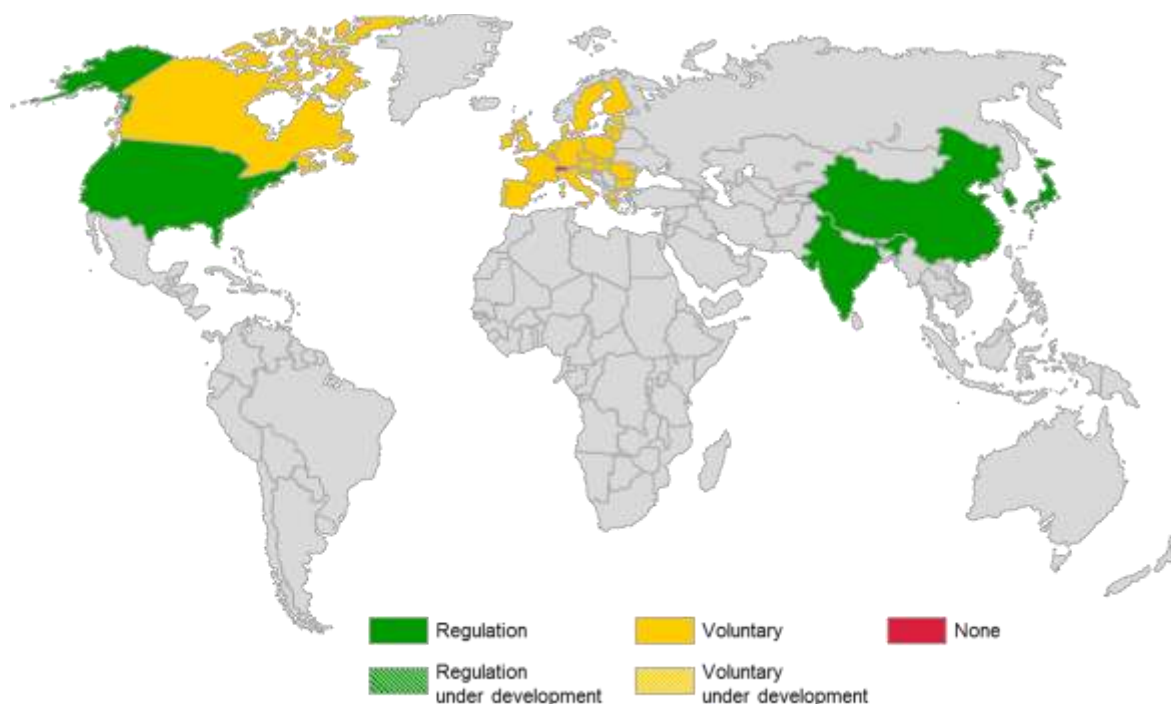 Regulation
Voluntary
None
Regulation
under development
Voluntary
under development